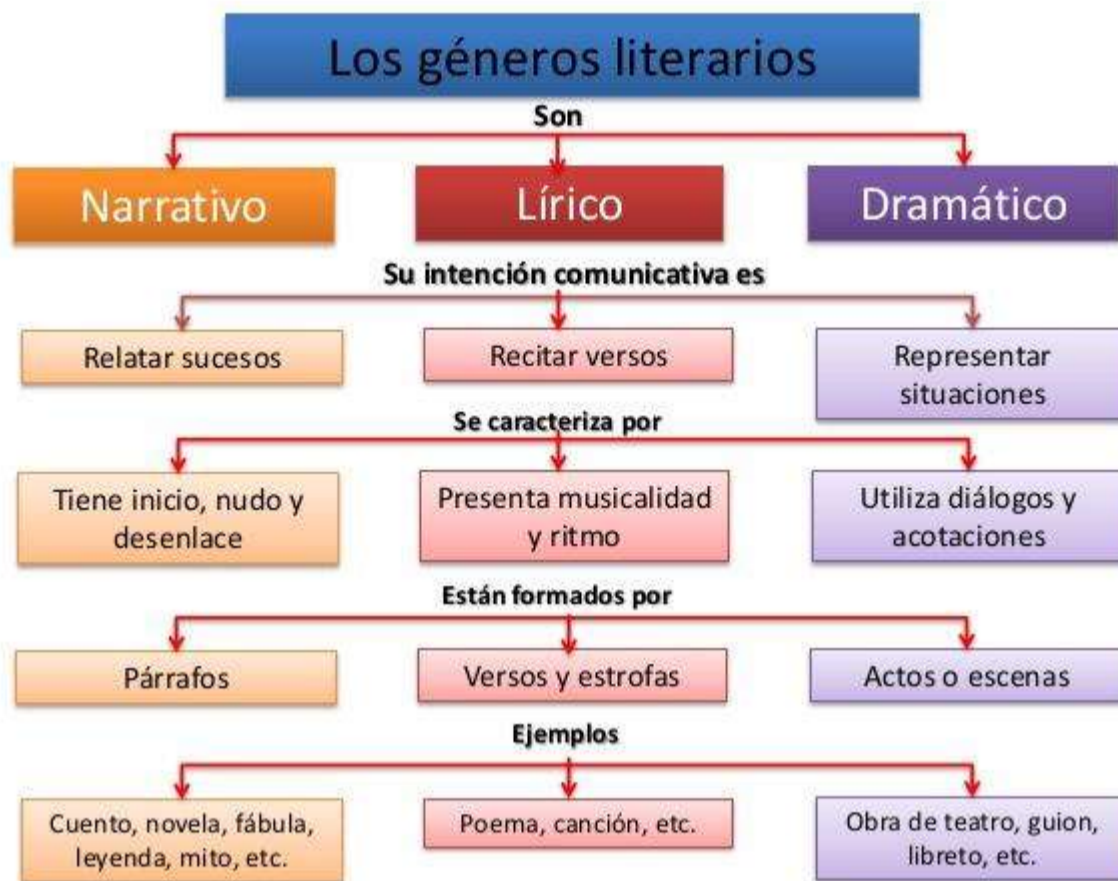 Los géneros literarios
Son
Narrativo
Lírico
Dramático
Su intención comunicativa es
Relatar sucesos
Recitar versos
Representar
situaciones
Se caracteriza por
Tiene inicio, nudo y
desenlace
Presenta musicalidad
y ritmo
Utiliza diálogos y
acotaciones
Están formados por
Párrafos
Versos y estrofas
Actos o escenas
Ejemplos
Cuento, novela, fábula,
leyenda, mito, etc.
Poema, canción, etc.
Obra de teatro, guion,
libreto, etc.